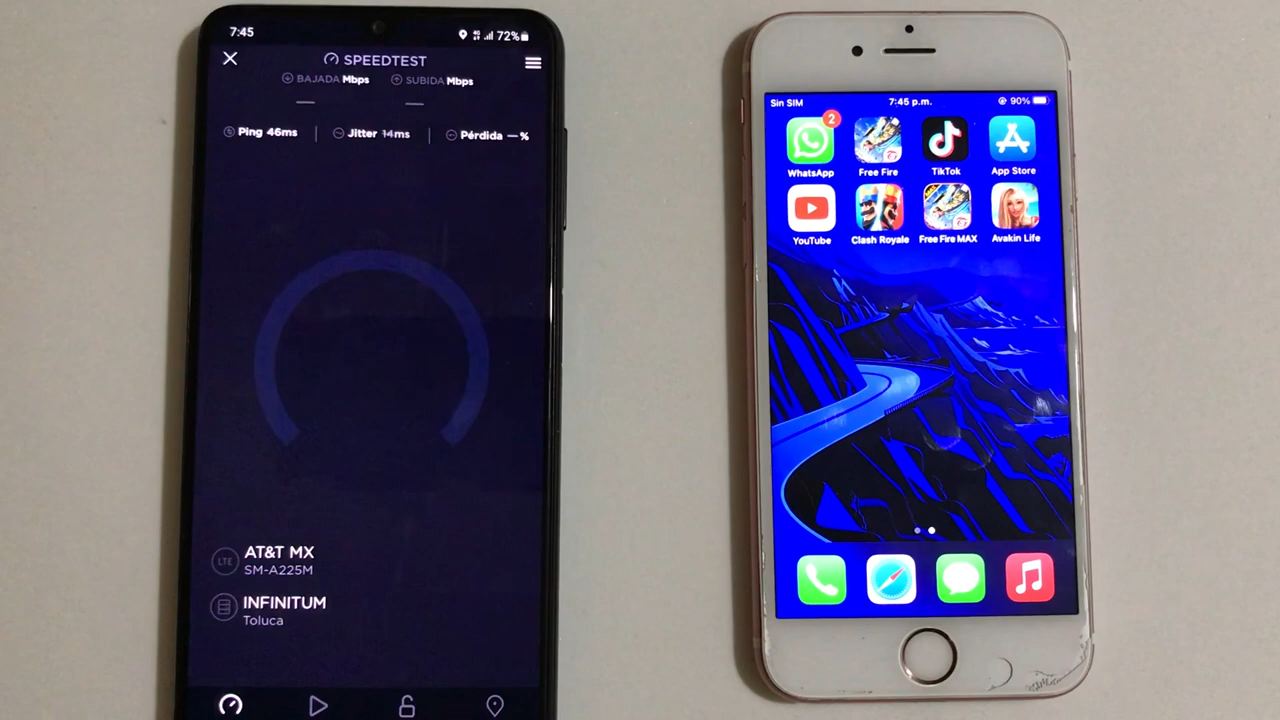 7:45
72%
SPEEDTEST
BAJADA Mbps
SUBIDA Mbps
Ping 46ms
Jitter 14ms
Pérdida — %
LTE
AT&T MX
SM-A225M
INFINITUM
Toluca
Sin SIM
7:45 p.m.
90%
2
WhatsApp
Free Fire
TikTok
App Store
YouTube
Clash Royale
Free Fire MAX
Avakin Life